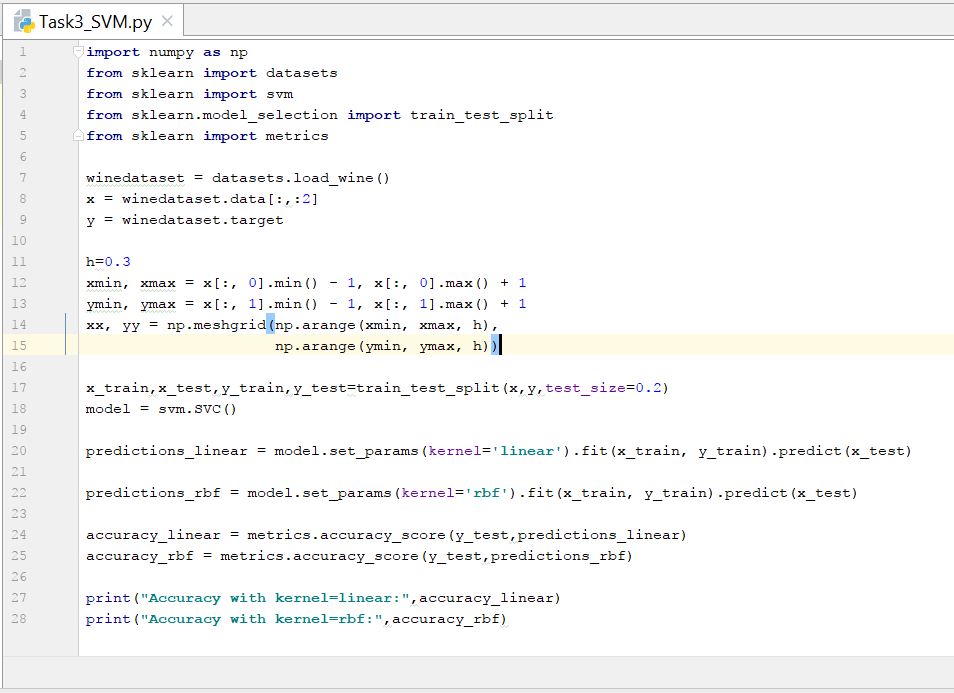 Task3_SVM.py
1 import numpy as np
2 from sklearn import datasets
3 from sklearn import svm
4 from sklearn.model_selection import train_test_split
5 from sklearn import metrics
6
7 winedataset = datasets.load_wine()
8 x = winedataset.data[:,:2]
9 y = winedataset.target
10
11 h=0.3
12 xmin, xmax = x[:, 0].min() - 1, x[:, 0].max() + 1
13 ymin, ymax = x[:, 1].min() - 1, x[:, 1].max() + 1
14 xx, yy = np.meshgrid(np.arange(xmin, xmax, h),
15                      np.arange(ymin, ymax, h))
16
17 x_train,x_test,y_train,y_test=train_test_split(x,y,test_size=0.2)
18 model = svm.SVC()
19
20 predictions_linear = model.set_params(kernel='linear').fit(x_train, y_train).predict(x_test)
21
22 predictions_rbf = model.set_params(kernel='rbf').fit(x_train, y_train).predict(x_test)
23
24 accuracy_linear = metrics.accuracy_score(y_test,predictions_linear)
25 accuracy_rbf = metrics.accuracy_score(y_test,predictions_rbf)
26
27 print("Accuracy with kernel=linear:",accuracy_linear)
28 print("Accuracy with kernel=rbf:",accuracy_rbf)